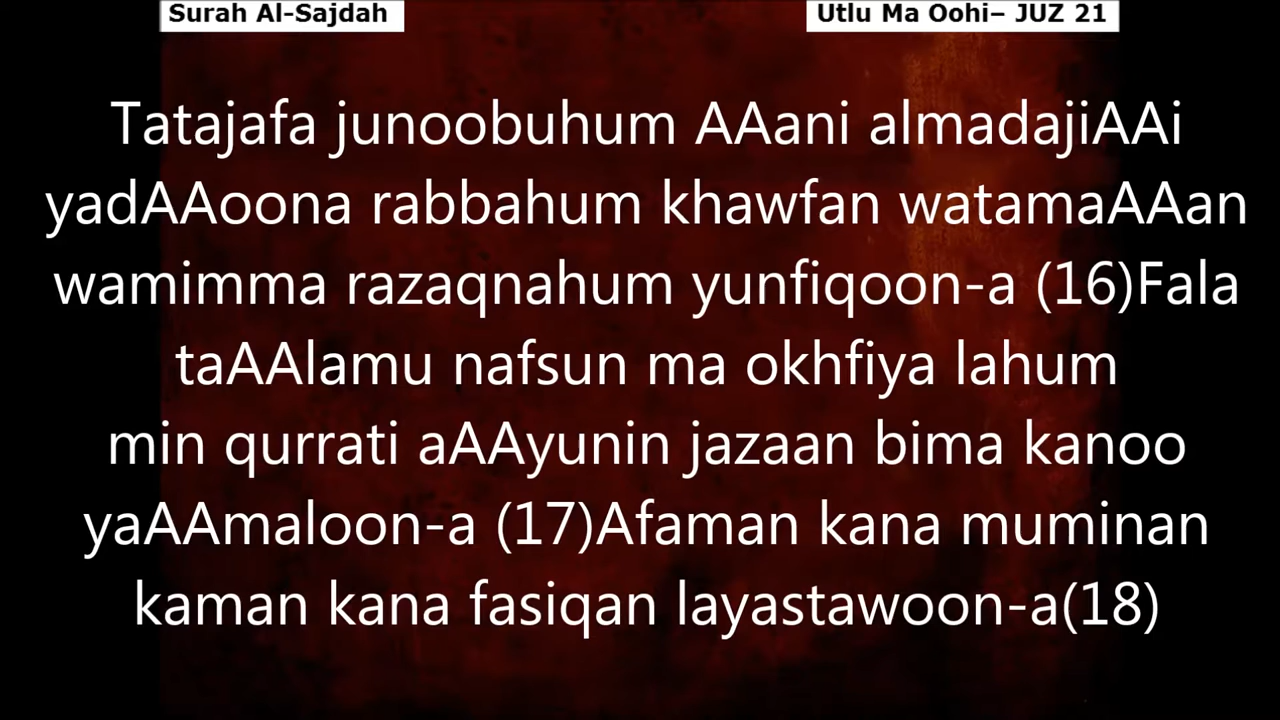 Surah Al-Sajdah
Utlu Ma Oohi– JUZ 21
Tatajafa junoobuhum AAani almadajiAAi
yadAAoona rabbahum khawfan watamaAAan
wamimma razaqnahum yunfiqoon-a (16)Fala
taAAlamu nafsun ma okhfiya lahum
min qurrati aAAyunin jazaan bima kanoo
yaAAmaloon-a (17)Afaman kana muminan
kaman kana fasiqan layastawoon-a(18)